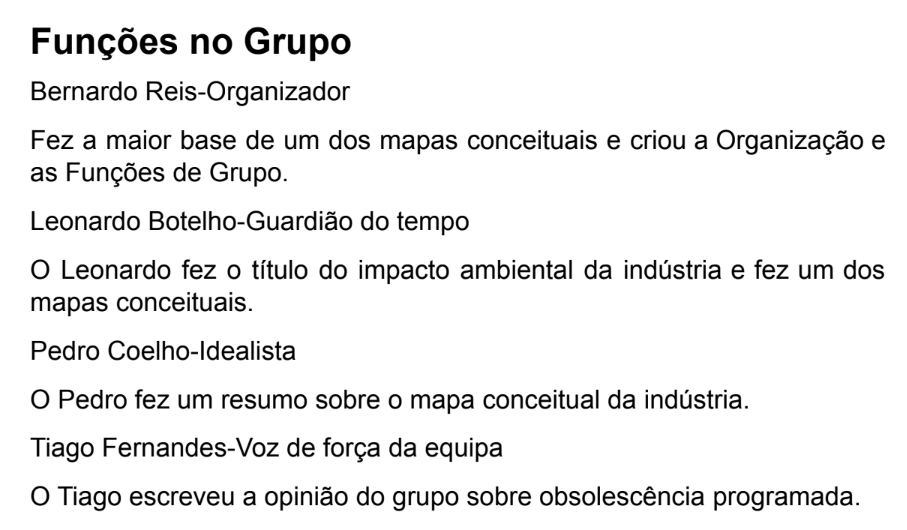 Funções no Grupo
Bernardo Reis-Organizador
Fez a maior base de um dos mapas conceituais e criou a Organização e
as Funções de Grupo.
Leonardo Botelho-Guardião do tempo
O Leonardo fez o título do impacto ambiental da indústria e fez um dos
mapas conceituais.
Pedro Coelho-Idealista
O Pedro fez um resumo sobre o mapa conceitual da indústria.
Tiago Fernandes-Voz de força da equipa
O Tiago escreveu a opinião do grupo sobre obsolescência programada.